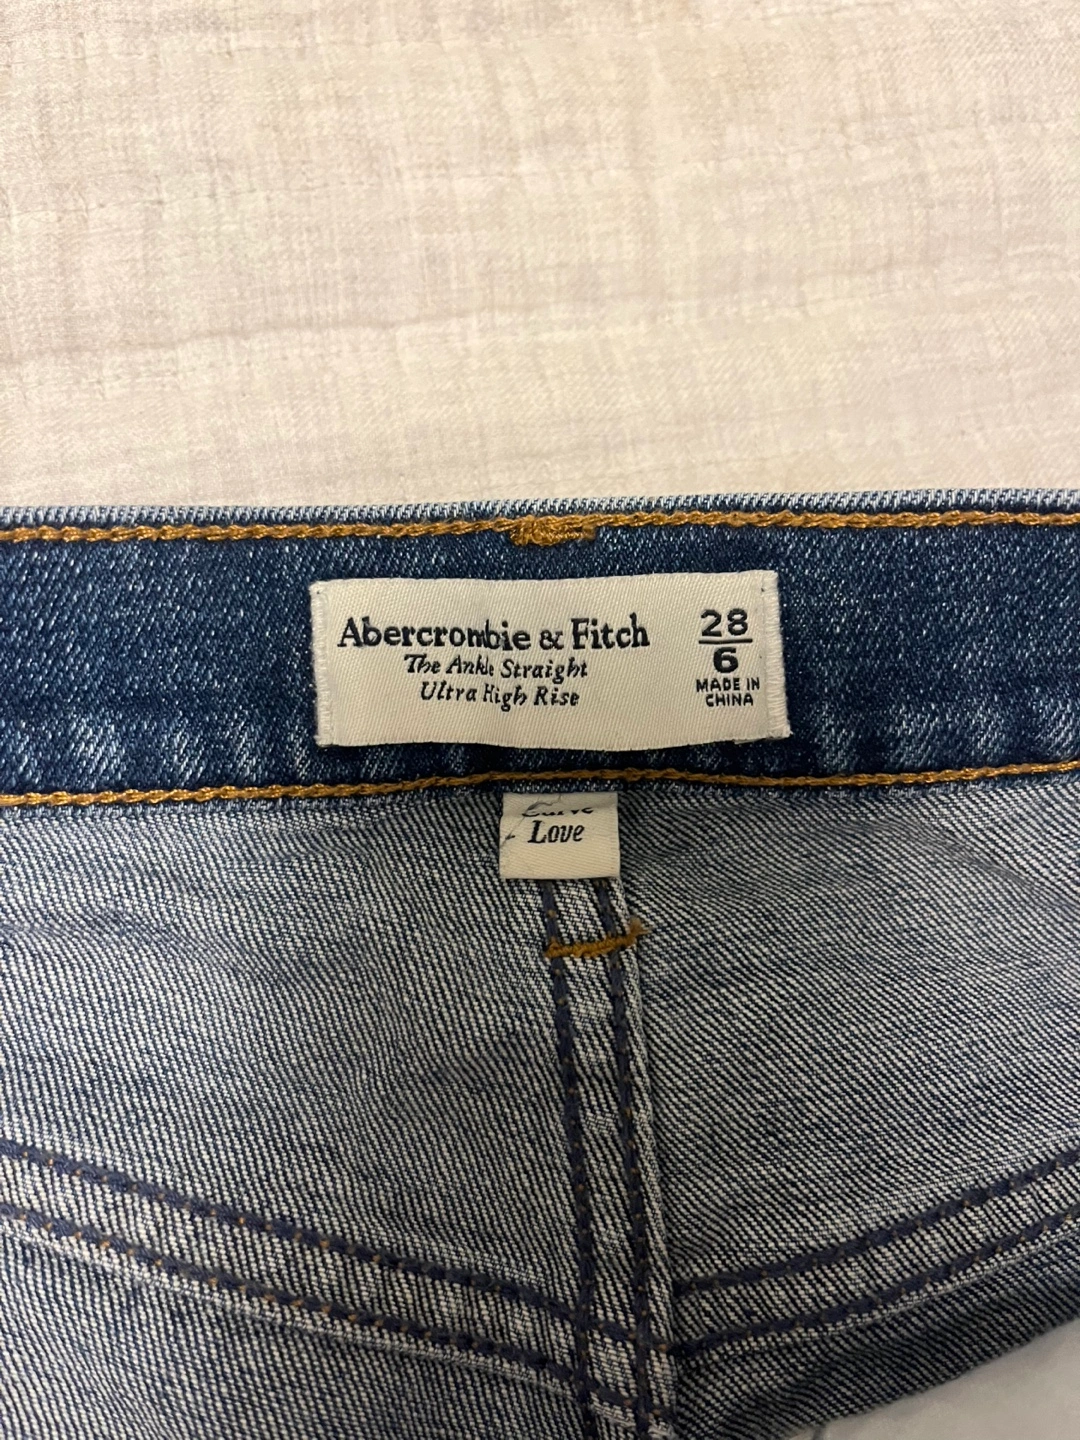 Abercrombie & Fitch
The Ankle Straight
Ultra High Rise
28
6
MADE IN
CHINA
Love